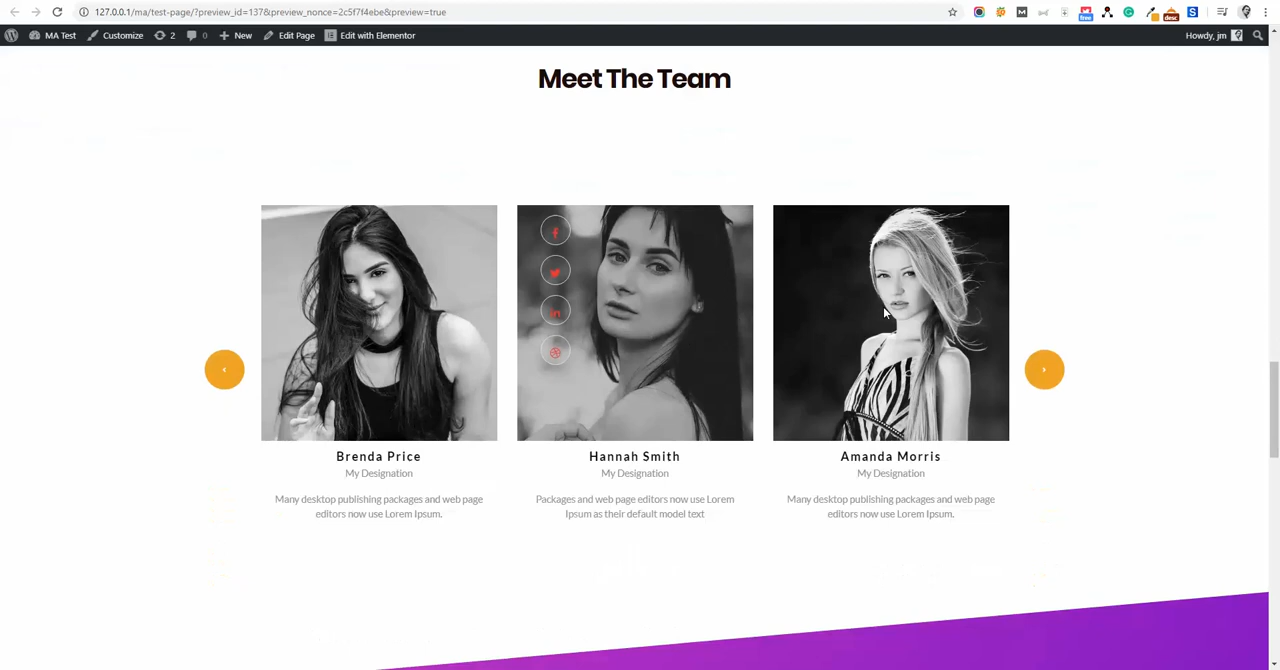 127.0.0.1/ma/test-page/?preview_id=137&preview_nonce=2c5f7f4ebe&preview=true
free
desc
MA Test
Customize
2
0
New
Edit Page
Edit with Elementor
Howdy, jm
Meet The Team
Brenda Price
Hannah Smith
Amanda Morris
My Designation
My Designation
My Designation
Many desktop publishing packages and web page
editors now use Lorem Ipsum.
Packages and web page editors now use Lorem
Ipsum as their default model text
Many desktop publishing packages and web page
editors now use Lorem Ipsum.